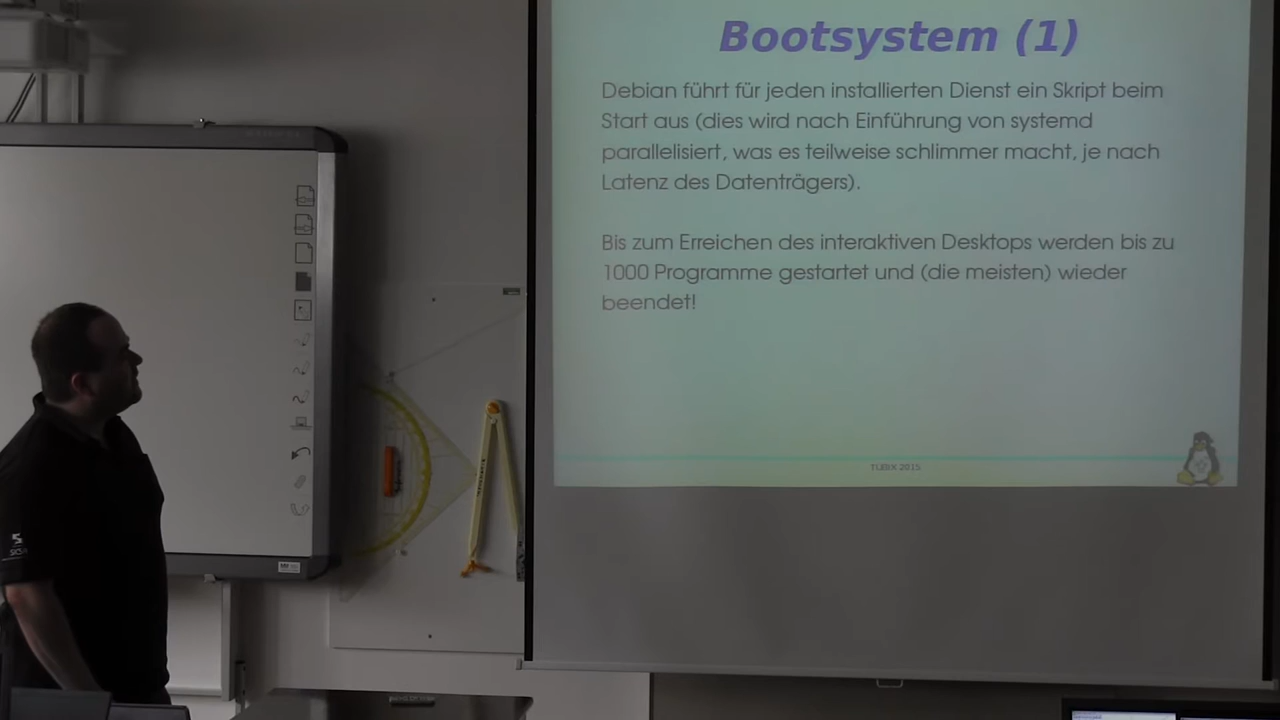 Bootsystem (1)
Debian führt für jeden installierten Dienst ein Skript beim
Start aus (dies wird nach Einführung von systemd
parallelisiert, was es teilweise schlimmer macht, je nach
Latenz des Datenträgers).
Bis zum Erreichen des interaktiven Desktops werden bis zu
1000 Programme gestartet und (die meisten) wieder
beendet!